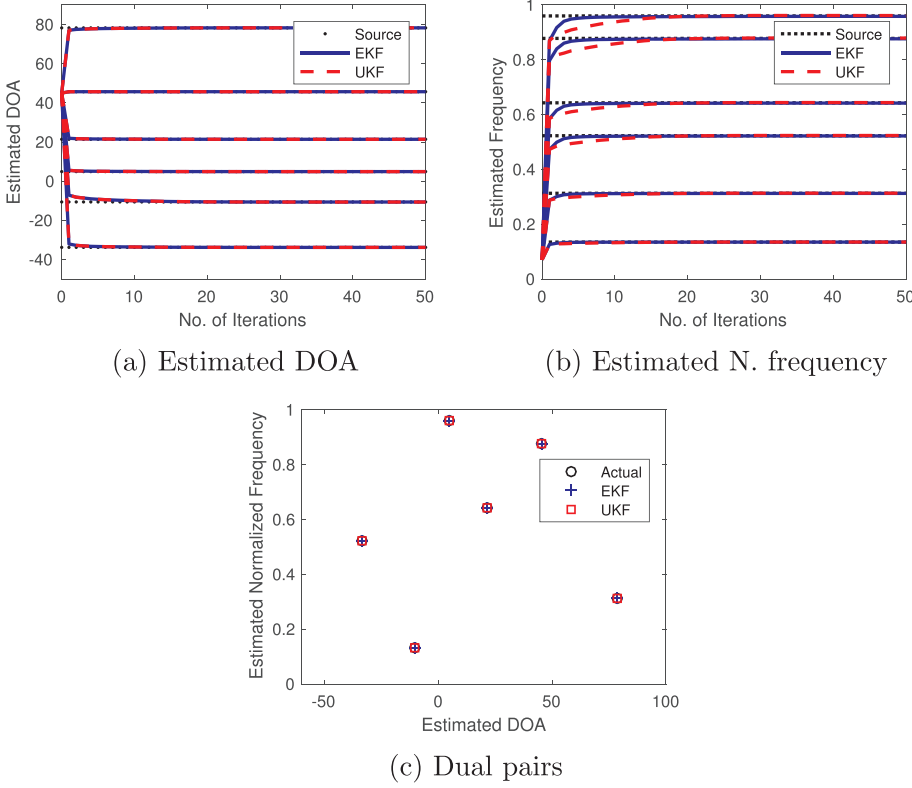 80
60
40
20
0
-20
-40
0 10 20 30 40 50
Estimated DOA
No. of Iterations
Source
EKF
UKF
(a) Estimated DOA
1
0.8
0.6
0.4
0.2
0
0 10 20 30 40 50
Estimated Frequency
No. of Iterations
Source
EKF
UKF
(b) Estimated N. frequency
1
0.8
0.6
0.4
0.2
0
-50 0 50 100
Estimated Normalized Frequency
Estimated DOA
Actual
EKF
UKF
(c) Dual pairs